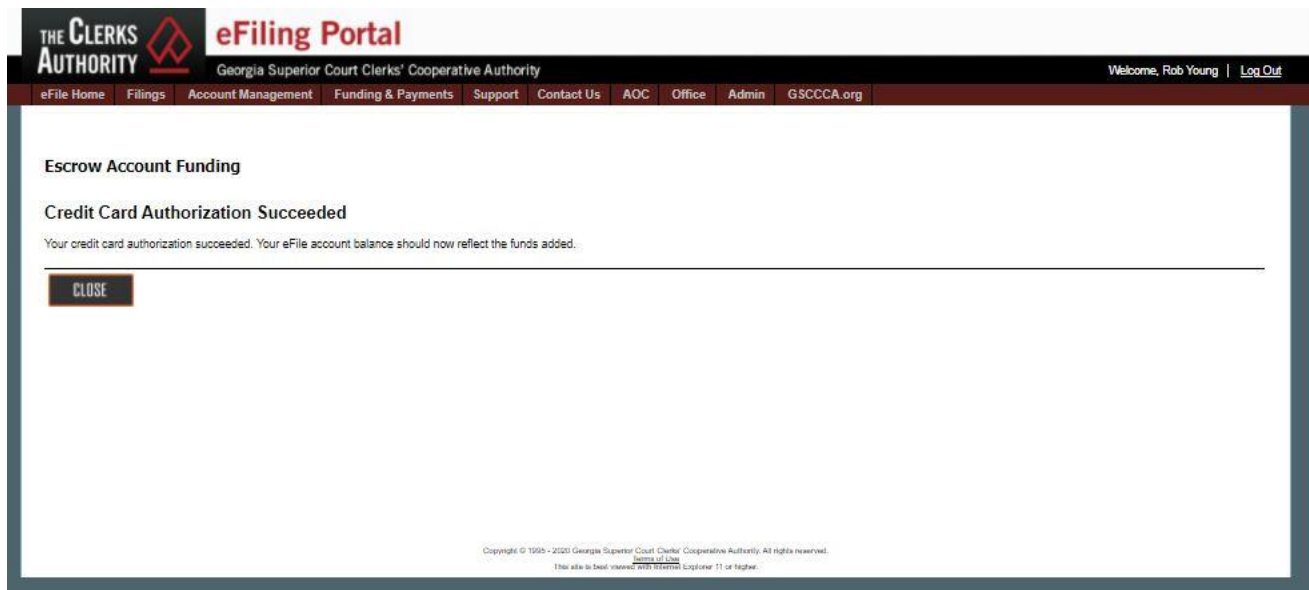 THE CLERKS
AUTHORITY
eFiling Portal
Georgia Superior Court Clerks' Cooperative Authority
Welcome, Rob Young | Log Out
eFile Home Filings Account Management Funding & Payments Support Contact Us AOC Office Admin GSCCCA.org
Escrow Account Funding
Credit Card Authorization Succeeded
Your credit card authorization succeeded. Your eFile account balance should now reflect the funds added.
CLOSE
Copyright © 1995 - 2020 Georgia Superior Court Clerks' Cooperative Authority. All rights reserved.
Terms of Use
This site is best viewed with Internet Explorer 11 or higher.